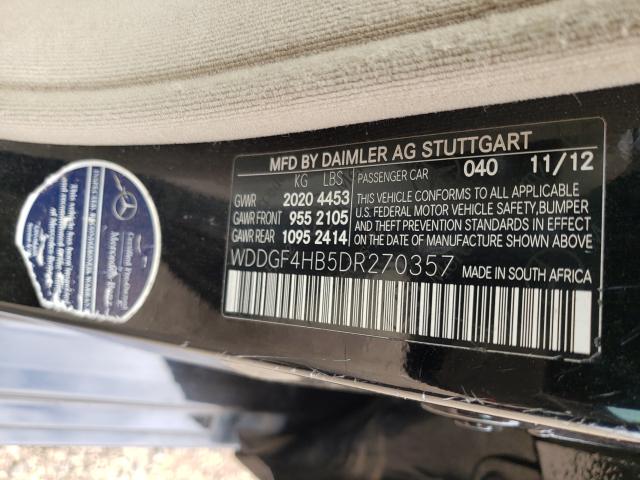 MFD BY DAIMLER AG STUTTGART
KG LBS PASSENGER CAR 040 11/12
GVWR 2020 4453
GAWR FRONT 955 2105
GAWR REAR 1095 2414
THIS VEHICLE CONFORMS TO ALL APPLICABLE
U.S. FEDERAL MOTOR VEHICLE SAFETY, BUMPER
AND THEFT PREVENTION STANDARDS IN EFFECT
ON THE DATE OF MANUFACTURE SHOWN ABOVE.
WDDGF4HB5DR270357 MADE IN SOUTH AFRICA